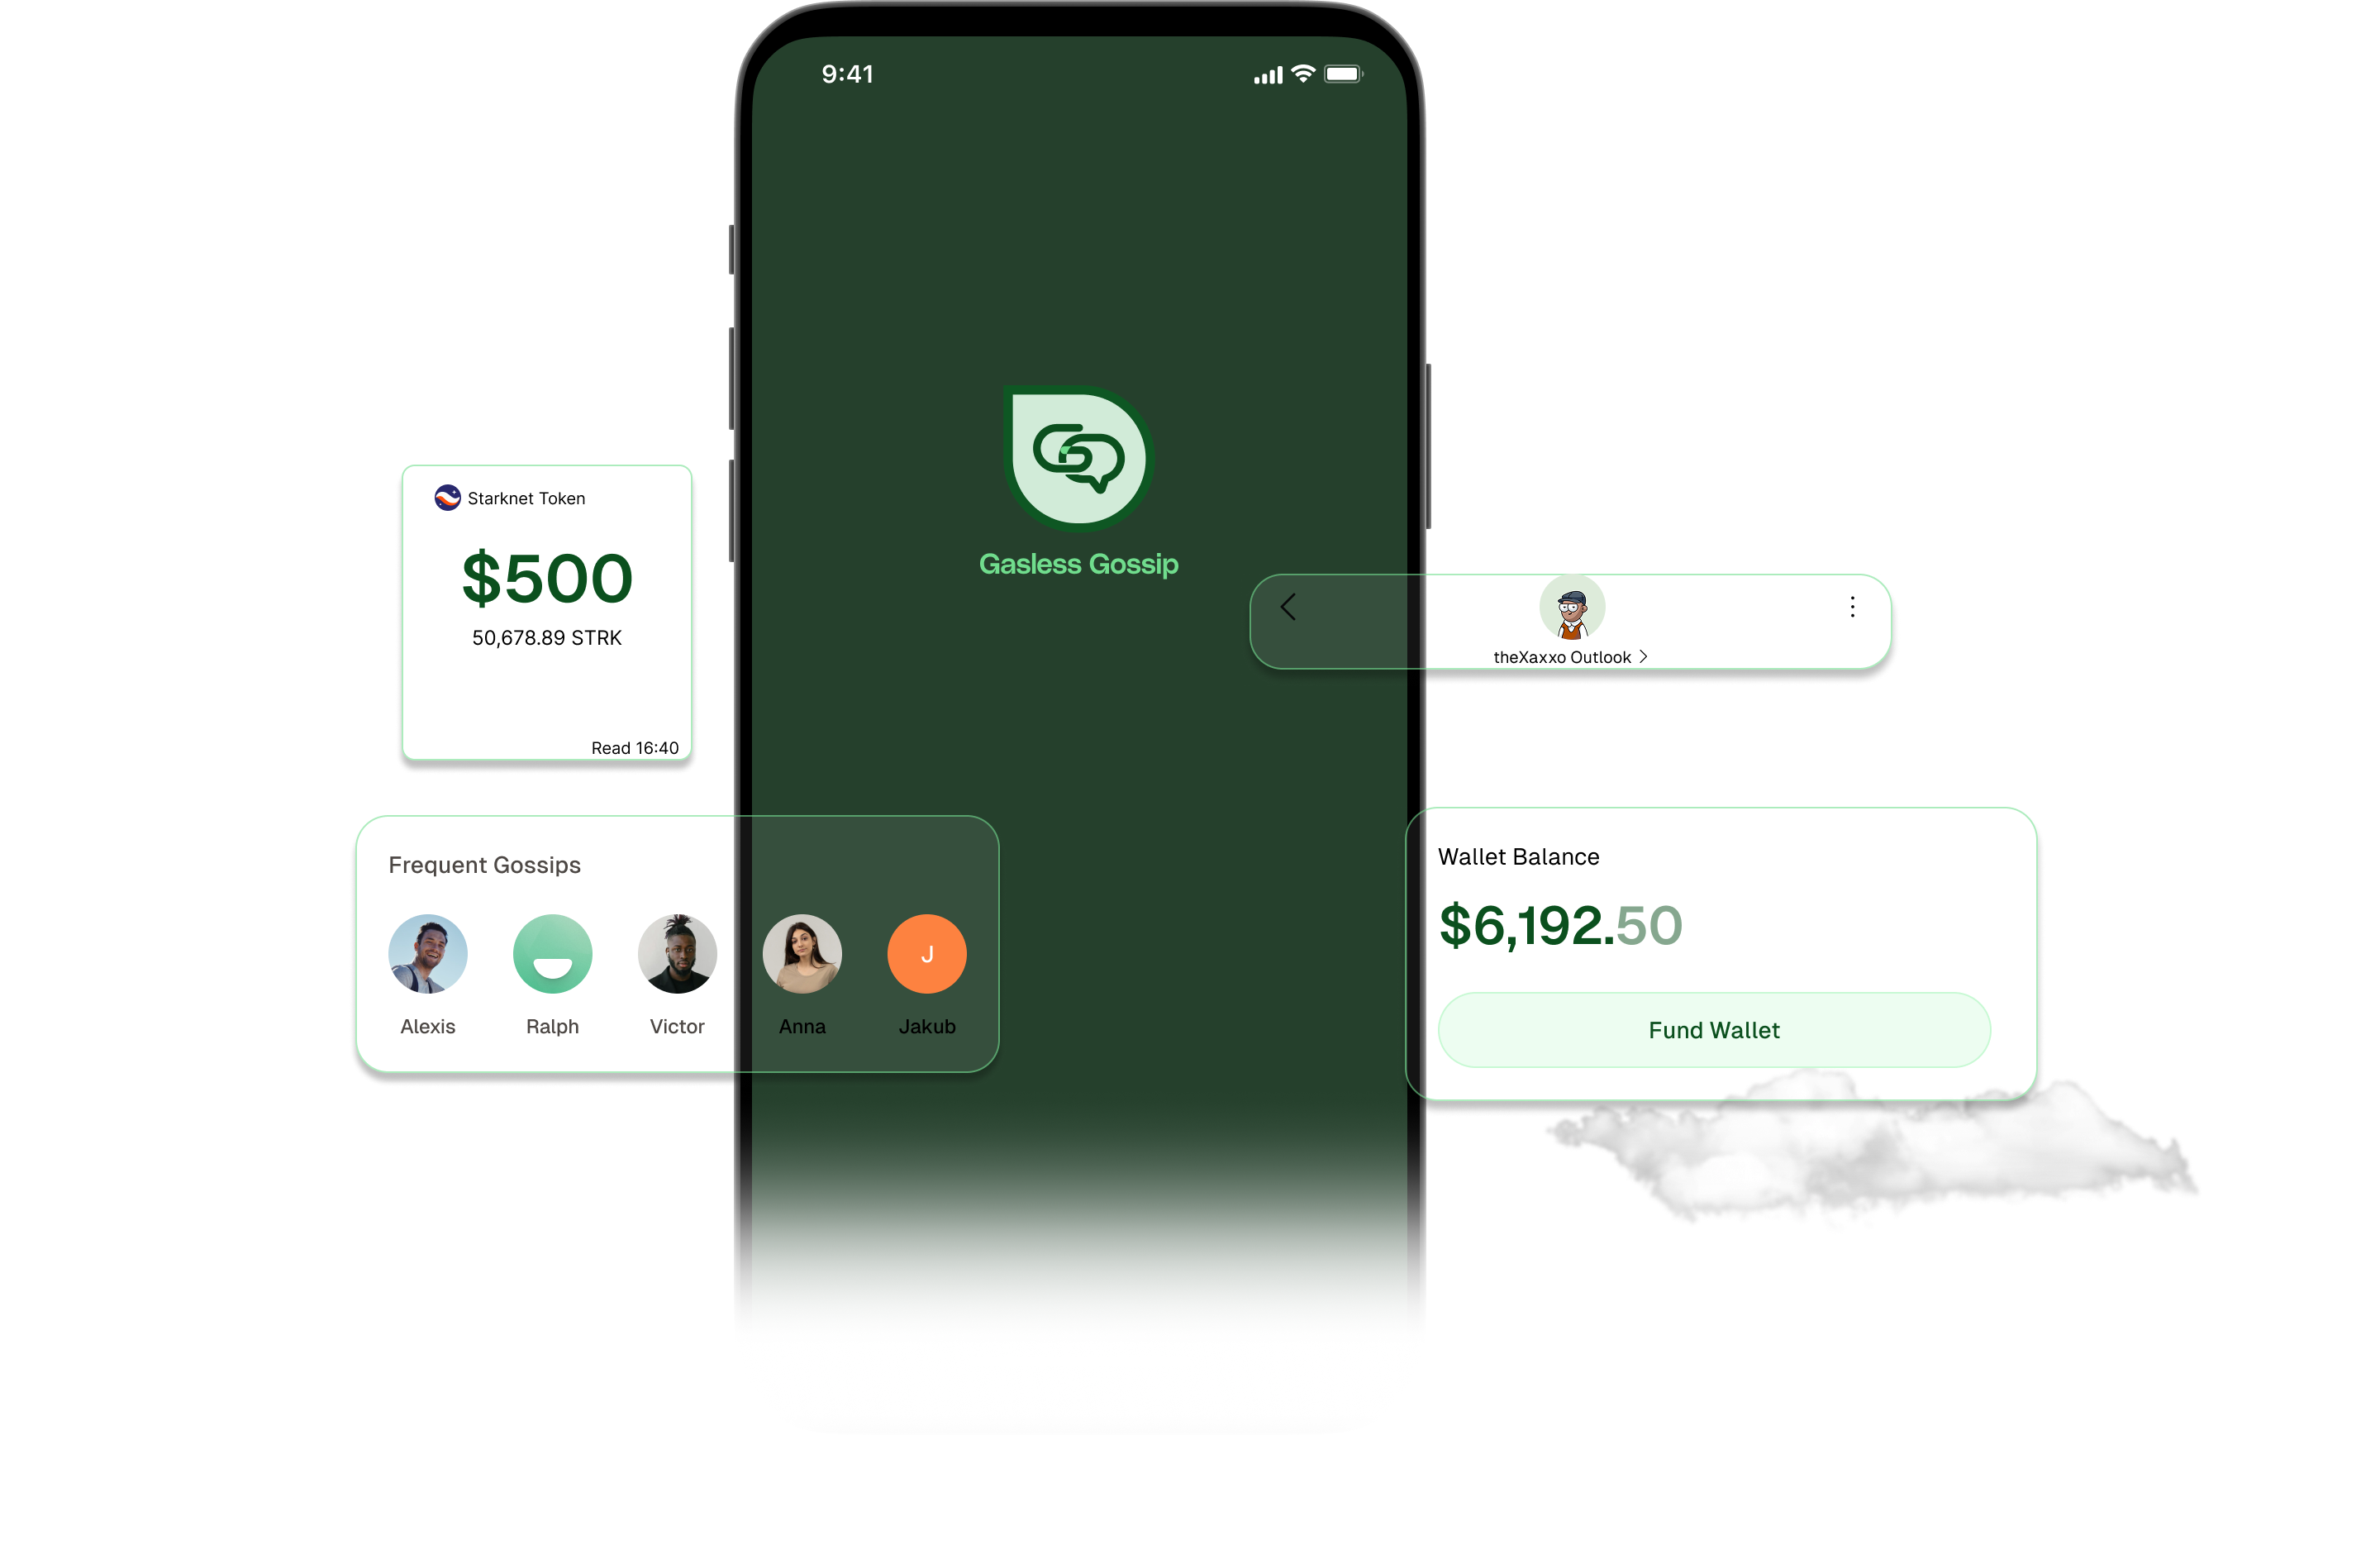 9:41
Gasless Gossip
Starknet Token
$500
50,678.89 STRK
Read 16:40
theXaxxo Outlook
Frequent Gossips
J
Alexis
Ralph
Victor
Anna
Jakub
Wallet Balance
$6,192.50
Fund Wallet